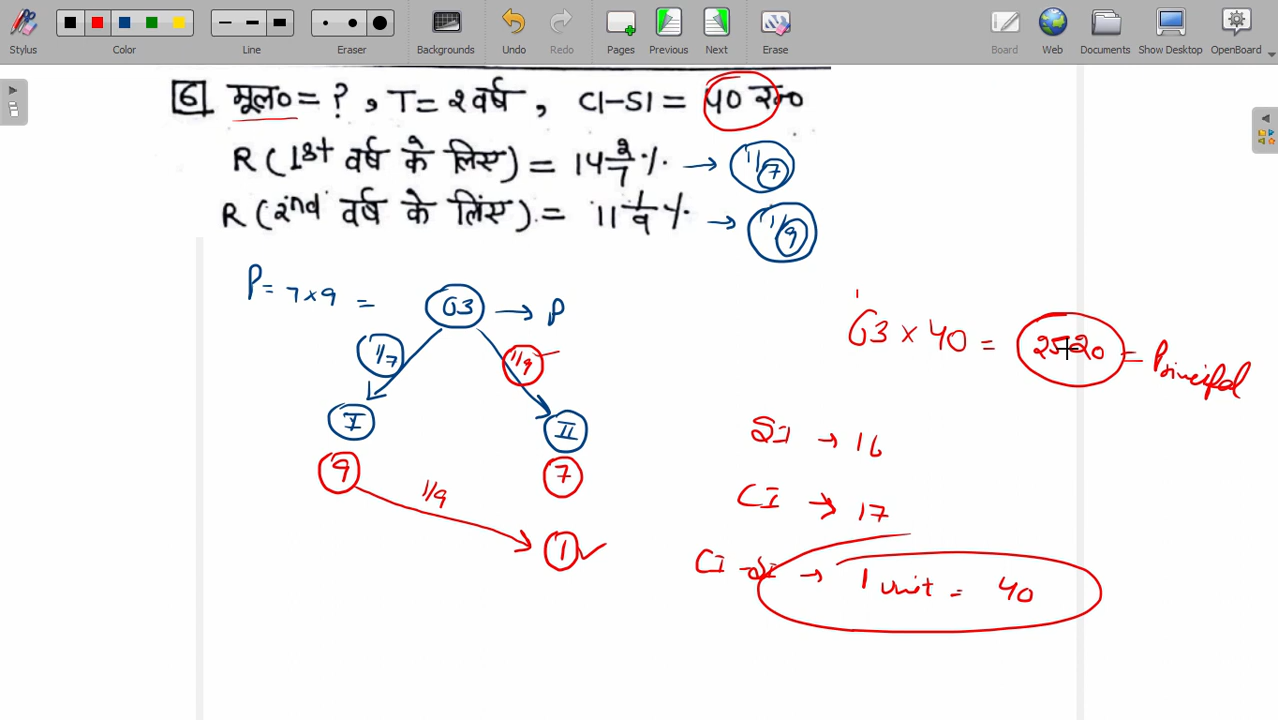 Stylus Color Line Eraser Backgrounds Undo Redo Pages Previous Next Erase Board Web Documents Show Desktop OpenBoard
6 मूल० = ? , T = 2 वर्ष , CI-SI = 40 रु०
R (1st वर्ष के लिए) = 14 2/7 % → 1/7
R (2nd वर्ष के लिए) = 11 1/9 % → 1/9
P = 7 × 9 = 63 → P
1/7 1/9
I II
9 7
1/9
1
63 × 40 = 2520 = Principal
SI → 16
CI → 17
CI - SI → 1 unit = 40